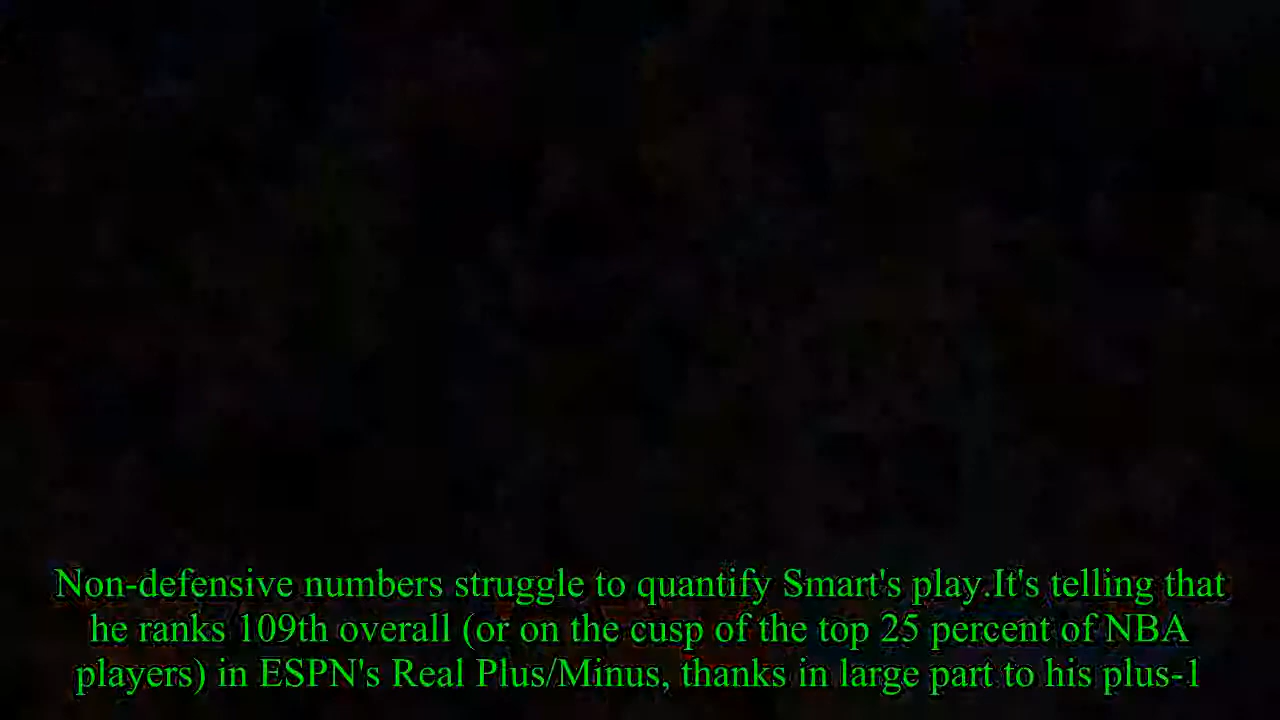 Non-defensive numbers struggle to quantify Smart's play.It's telling that
he ranks 109th overall (or on the cusp of the top 25 percent of NBA
players) in ESPN's Real Plus/Minus, thanks in large part to his plus-1